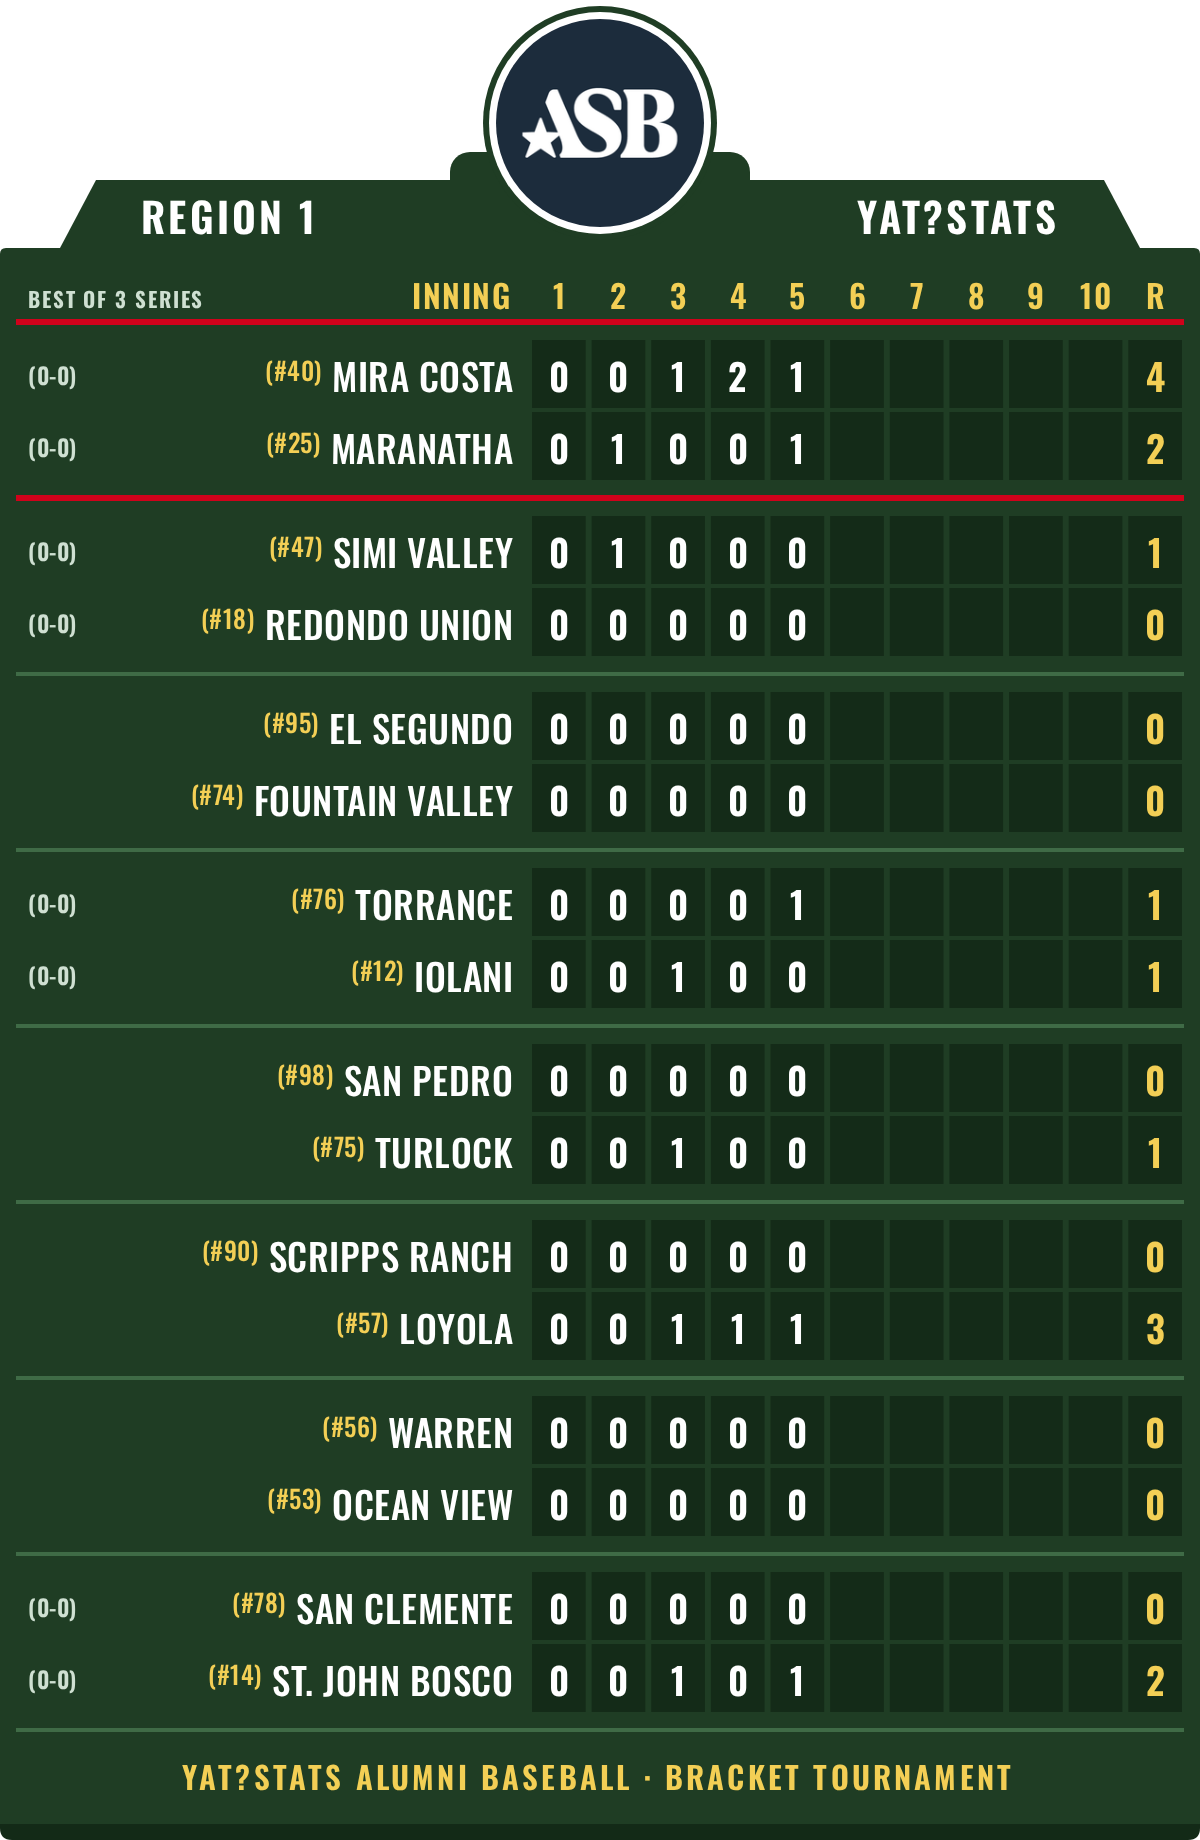 ASB
REGION 1 YAT?STATS
BEST OF 3 SERIES INNING 1 2 3 4 5 6 7 8 9 10 R
(0-0) (#40) MIRA COSTA 0 0 1 2 1 4
(0-0) (#25) MARANATHA 0 1 0 0 1 2
(0-0) (#47) SIMI VALLEY 0 1 0 0 0 1
(0-0) (#18) REDONDO UNION 0 0 0 0 0 0
(#95) EL SEGUNDO 0 0 0 0 0 0
(#74) FOUNTAIN VALLEY 0 0 0 0 0 0
(0-0) (#76) TORRANCE 0 0 0 0 1 1
(0-0) (#12) IOLANI 0 0 1 0 0 1
(#98) SAN PEDRO 0 0 0 0 0 0
(#75) TURLOCK 0 0 1 0 0 1
(#90) SCRIPPS RANCH 0 0 0 0 0 0
(#57) LOYOLA 0 0 1 1 1 3
(#56) WARREN 0 0 0 0 0 0
(#53) OCEAN VIEW 0 0 0 0 0 0
(0-0) (#78) SAN CLEMENTE 0 0 0 0 0 0
(0-0) (#14) ST. JOHN BOSCO 0 0 1 0 1 2
YAT?STATS ALUMNI BASEBALL · BRACKET TOURNAMENT